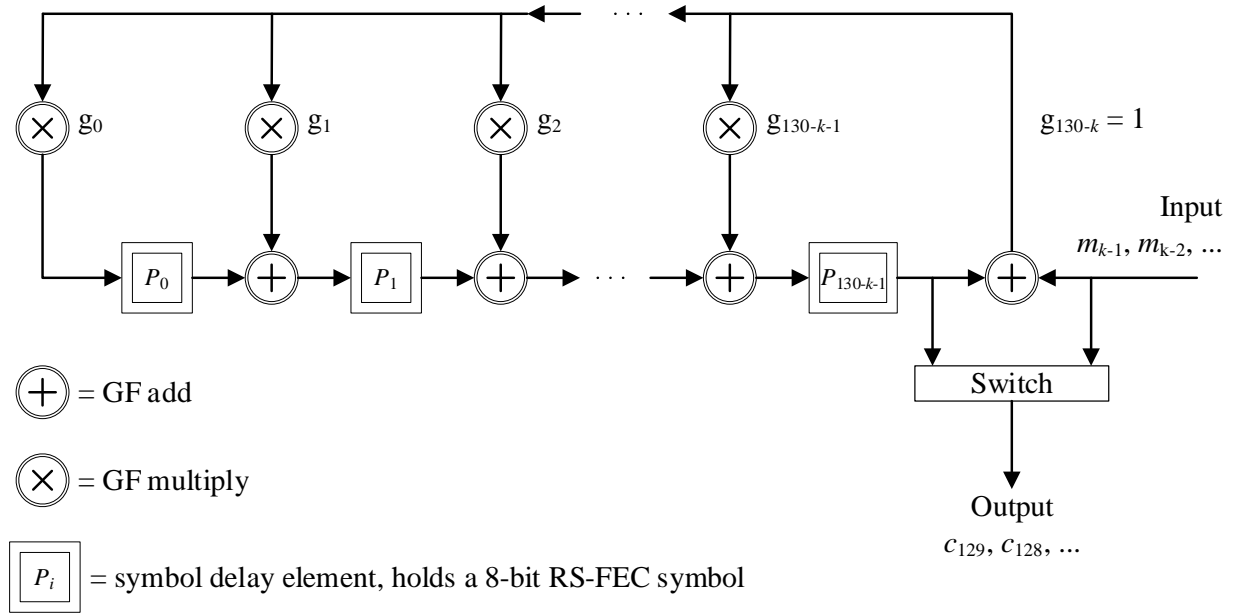 . . .
g₀
g₁
g₂
g₁₃₀₋ₖ₋₁
g₁₃₀₋ₖ = 1
Input
mₖ₋₁, mₖ₋₂, ...
P₀
P₁
. . .
P₁₃₀₋ₖ₋₁
= GF add
Switch
= GF multiply
Output
c₁₂₉, c₁₂₈, ...
Pᵢ = symbol delay element, holds a 8-bit RS-FEC symbol